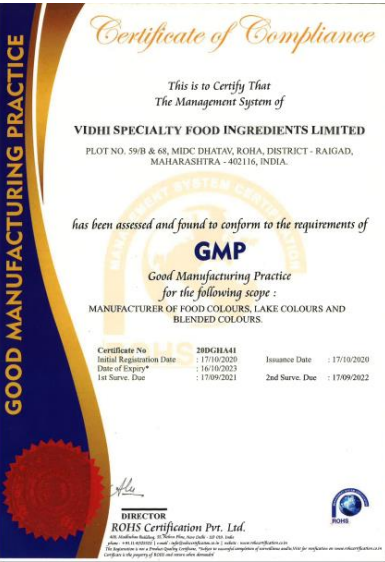 GOOD MANUFACTURING PRACTICE
Certificate of Compliance
This is to Certify That
The Management System of
VIDHI SPECIALTY FOOD INGREDIENTS LIMITED
PLOT NO. 59/B & 68, MIDC DHATAV, ROHA, DISTRICT - RAIGAD,
MAHARASHTRA - 402116, INDIA.
MANAGEMENT SYSTEM CERTIFICATION
has been assessed and found to conform to the requirements of
GMP
Good Manufacturing Practice
for the following scope :
MANUFACTURER OF FOOD COLOURS, LAKE COLOURS AND
BLENDED COLOURS.
ROHS
Certificate No 20DGHA41
Initial Registration Date : 17/10/2020 Issuance Date : 17/10/2020
Date of Expiry* : 16/10/2023
1st Surve. Due : 17/09/2021 2nd Surve. Due : 17/09/2022
DIRECTOR
ROHS Certification Pvt. Ltd.
ROHS